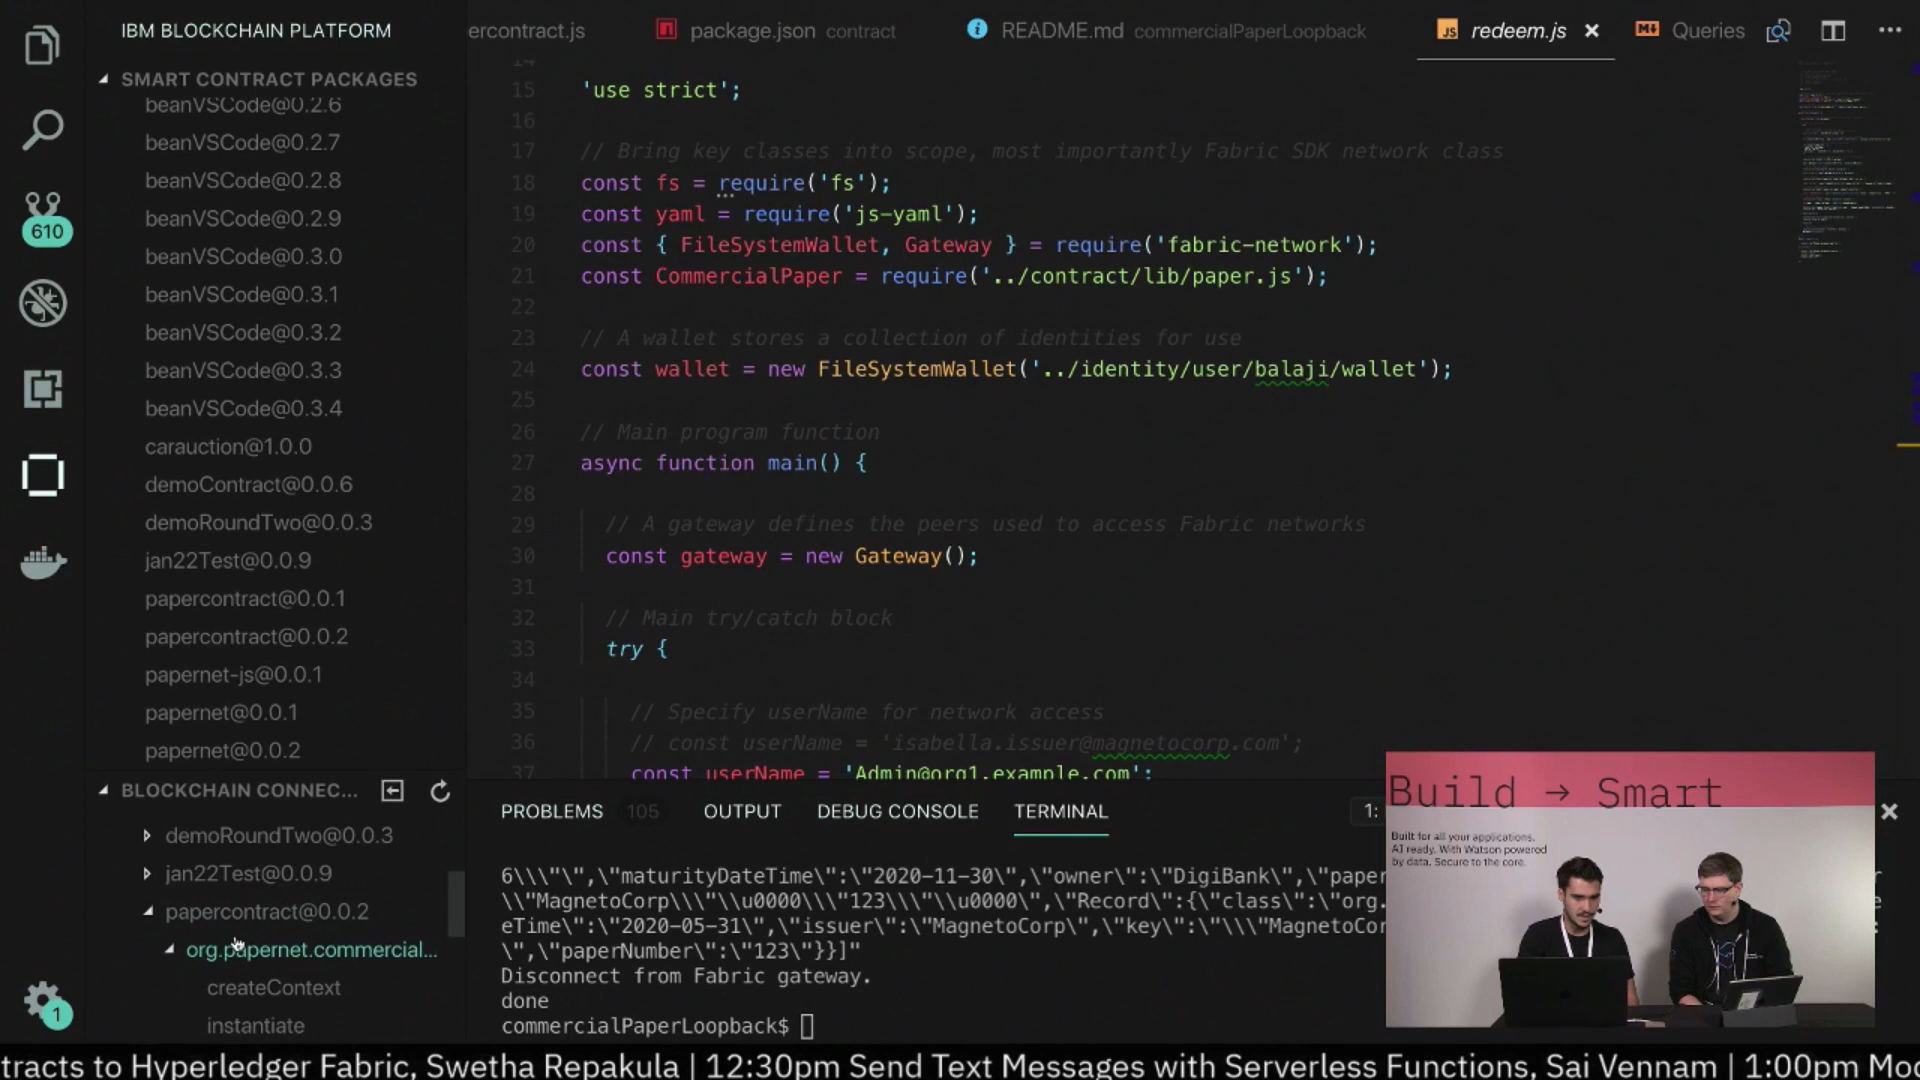 IBM BLOCKCHAIN PLATFORM
SMART CONTRACT PACKAGES
beanVSCode@0.2.6
beanVSCode@0.2.7
beanVSCode@0.2.8
beanVSCode@0.2.9
beanVSCode@0.3.0
beanVSCode@0.3.1
beanVSCode@0.3.2
beanVSCode@0.3.3
beanVSCode@0.3.4
carauction@1.0.0
demoContract@0.0.6
demoRoundTwo@0.0.3
jan22Test@0.0.9
papercontract@0.0.1
papercontract@0.0.2
papernet-js@0.0.1
papernet@0.0.1
papernet@0.0.2
BLOCKCHAIN CONNEC...
demoRoundTwo@0.0.3
jan22Test@0.0.9
papercontract@0.0.2
org.papernet.commercial...
createContext
instantiate
610
1
ercontract.js package.json contract README.md commercialPaperLoopback redeem.js Queries
14
15 'use strict';
16
17 // Bring key classes into scope, most importantly Fabric SDK network class
18 const fs = require('fs');
19 const yaml = require('js-yaml');
20 const { FileSystemWallet, Gateway } = require('fabric-network');
21 const CommercialPaper = require('../contract/lib/paper.js');
22
23 // A wallet stores a collection of identities for use
24 const wallet = new FileSystemWallet('../identity/user/balaji/wallet');
25
26 // Main program function
27 async function main() {
28
29 // A gateway defines the peers used to access Fabric networks
30 const gateway = new Gateway();
31
32 // Main try/catch block
33 try {
34
35 // Specify userName for network access
36 // const userName = 'isabella.issuer@magnetocorp.com';
37 const userName = 'Admin@org1.example.com';
PROBLEMS 105 OUTPUT DEBUG CONSOLE TERMINAL 1:
6\\\"\",\"maturityDateTime\":\"2020-11-30\",\"owner\":\"DigiBank\",\"paper
\\"MagnetoCorp\\\"\\u0000\\\"123\\\"\\u0000\",\"Record\":{\"class\":\"org.
eTime\":\"2020-05-31\",\"issuer\":\"MagnetoCorp\",\"key\":\"\\\"MagnetoCor
\",\"paperNumber\":\"123\"}}]"
Disconnect from Fabric gateway.
done
commercialPaperLoopback$
Build → Smart
Built for all your applications.
AI ready. With Watson powered
by data. Secure to the core.
tracts to Hyperledger Fabric, Swetha Repakula | 12:30pm Send Text Messages with Serverless Functions, Sai Vennam | 1:00pm Moo